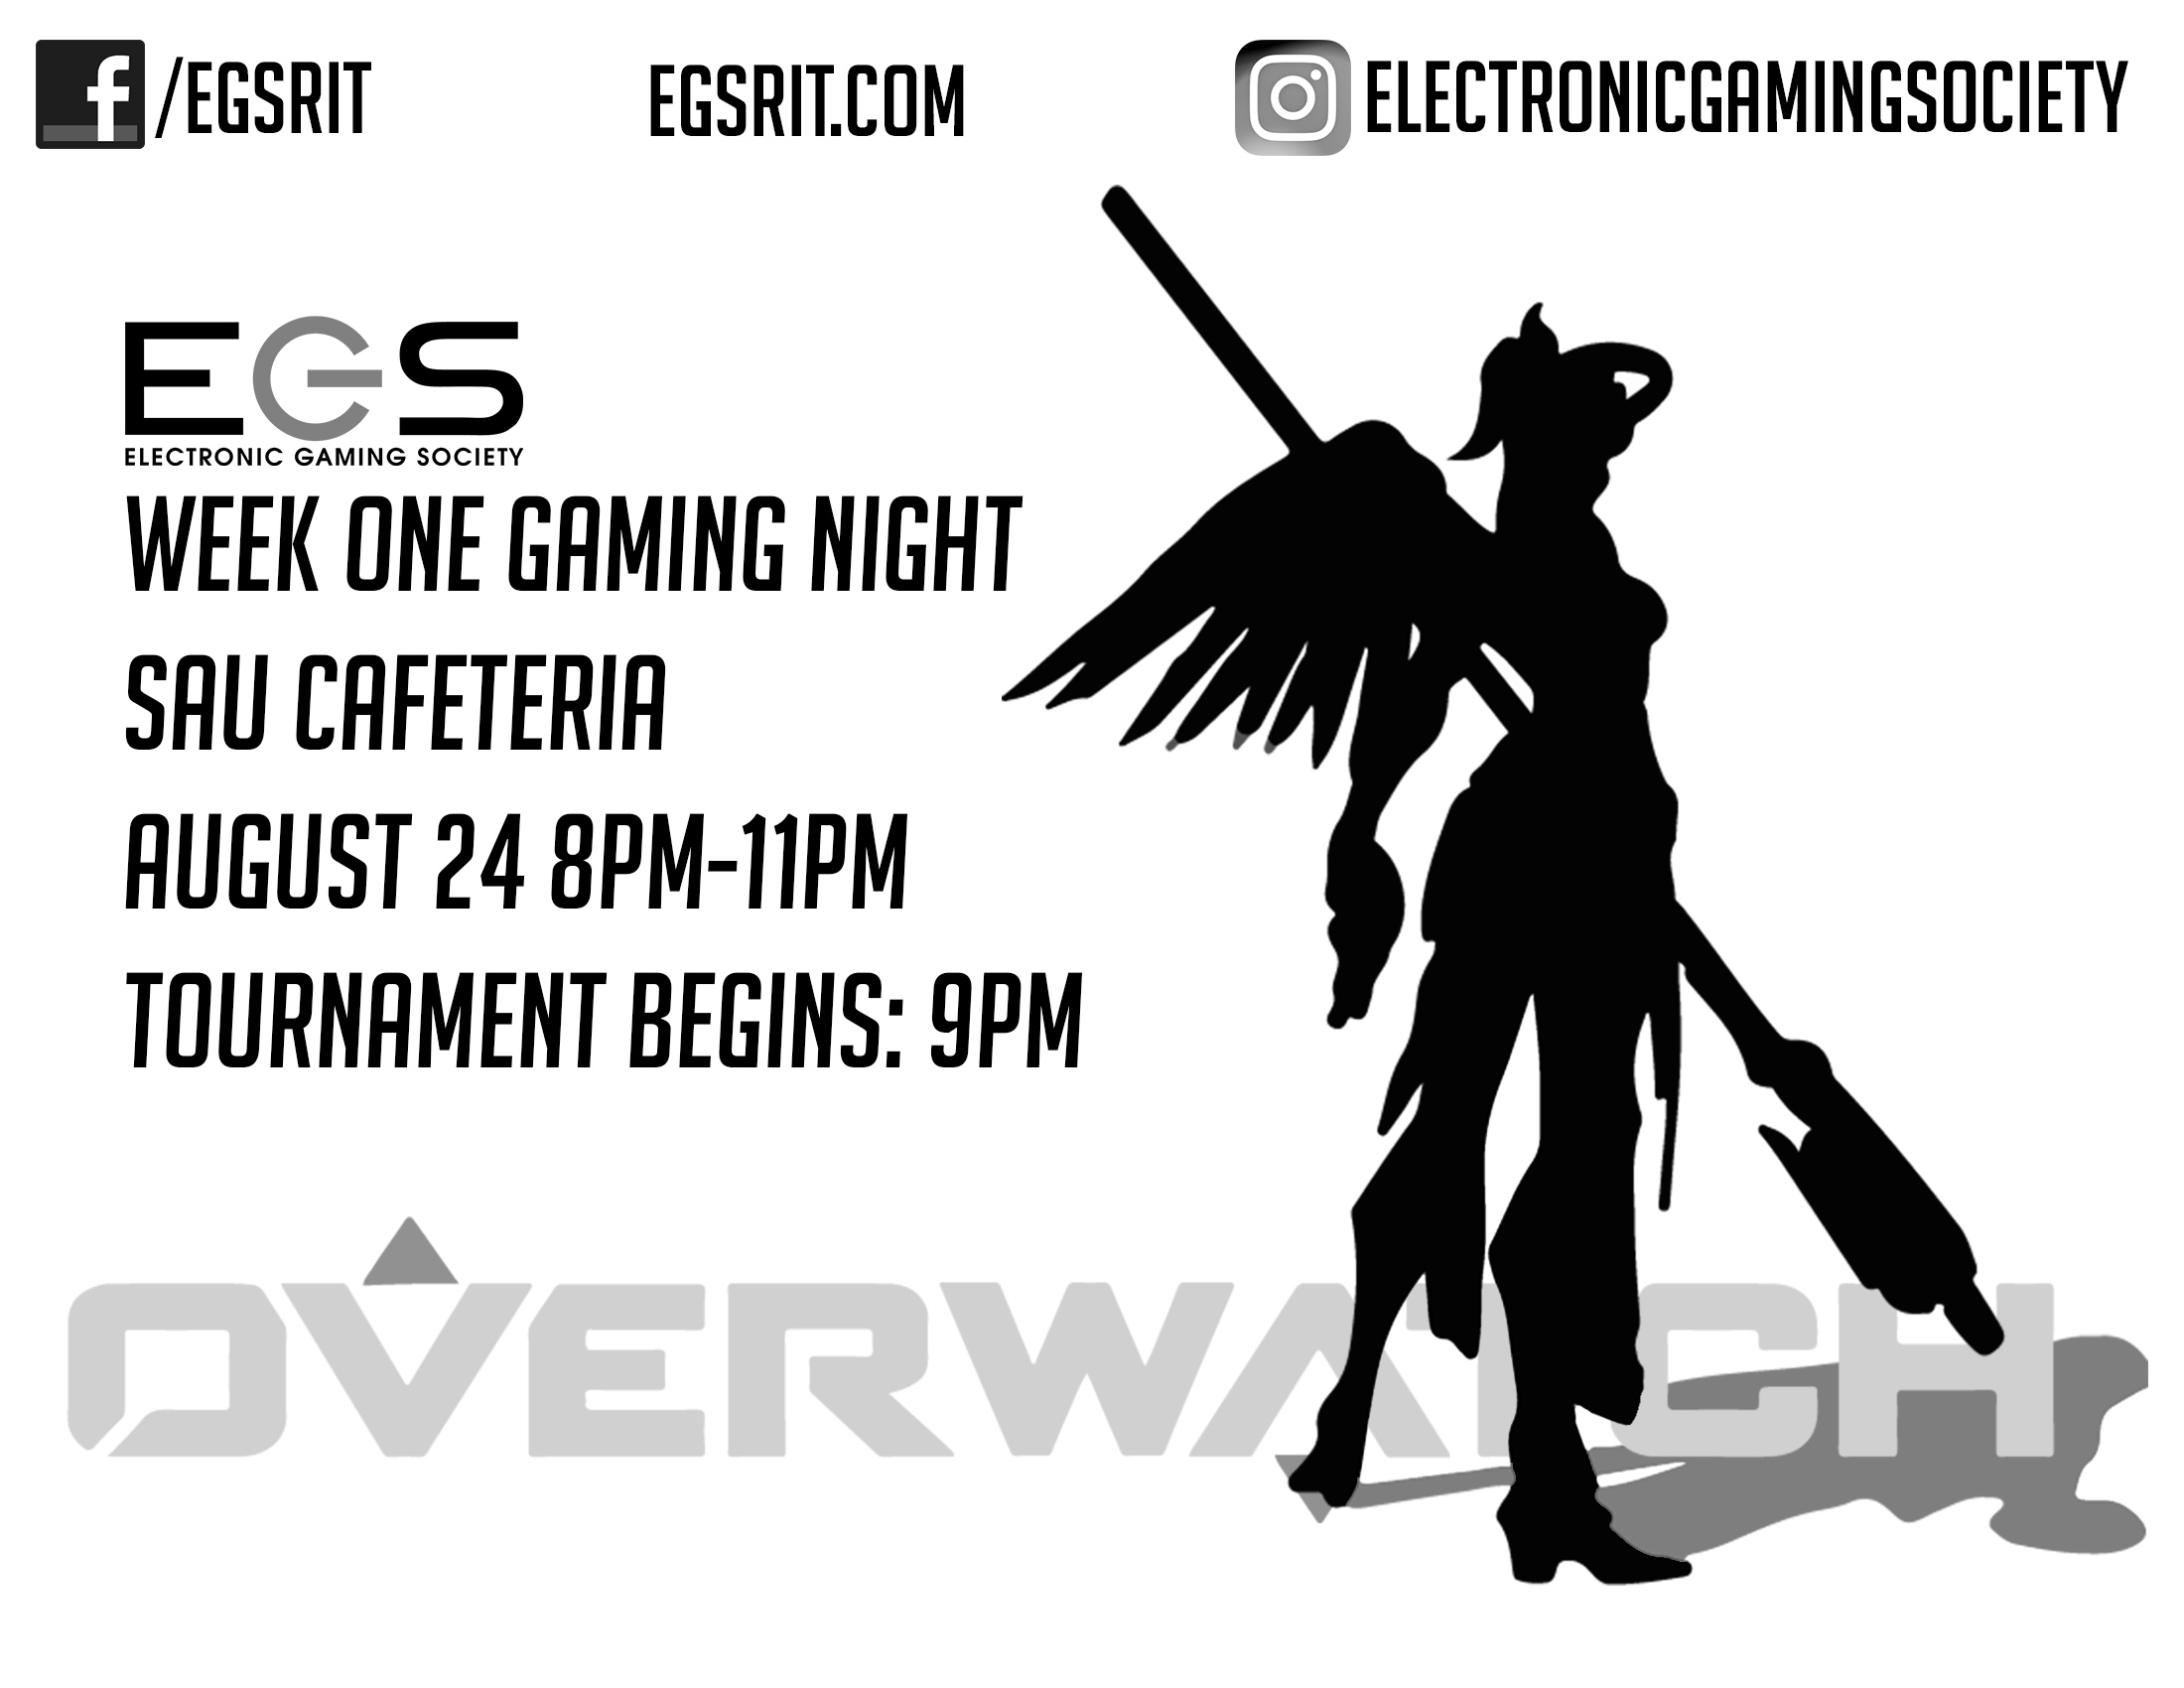 /EGSRIT
EGSRIT.COM
ELECTRONICGAMINGSOCIETY
EGS
ELECTRONIC GAMING SOCIETY
WEEK ONE GAMING NIGHT
SAU CAFETERIA
AUGUST 24 8PM-11PM
TOURNAMENT BEGINS: 9PM
OVERWATCH